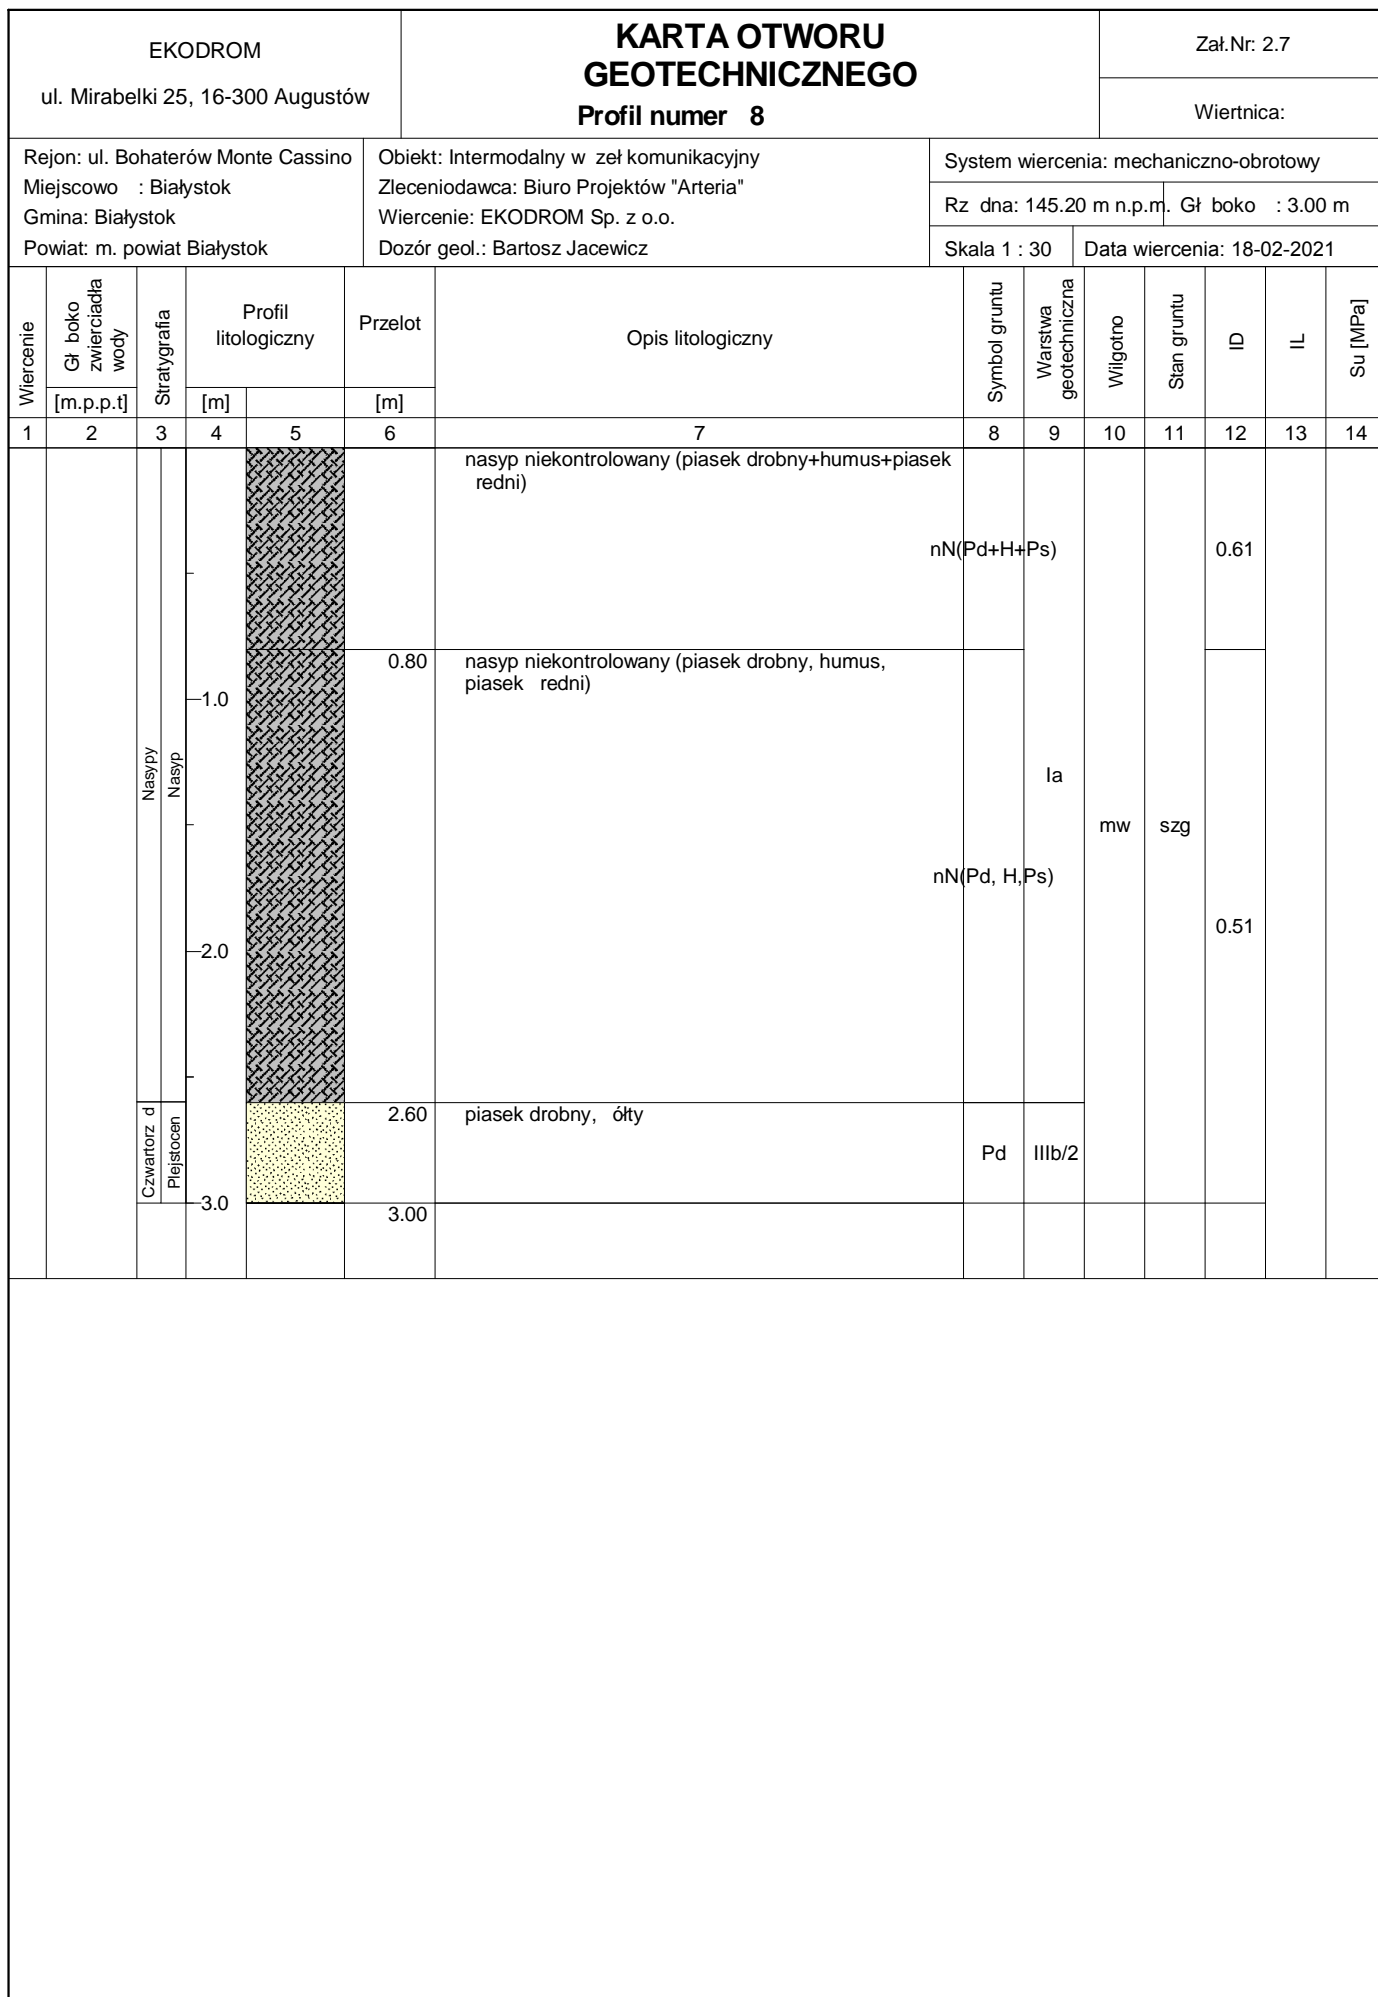 EKODROM
ul. Mirabelki 25, 16-300 Augustów
KARTA OTWORU
GEOTECHNICZNEGO
Profil numer 8
Zał.Nr: 2.7
Wiertnica:
Rejon: ul. Bohaterów Monte Cassino
Miejscowo : Białystok
Gmina: Białystok
Powiat: m. powiat Białystok
Obiekt: Intermodalny w zeł komunikacyjny
Zleceniodawca: Biuro Projektów "Arteria"
Wiercenie: EKODROM Sp. z o.o.
Dozór geol.: Bartosz Jacewicz
System wiercenia: mechaniczno-obrotowy
Rz dna: 145.20 m n.p.m. Gł boko : 3.00 m
Skala 1 : 30 Data wiercenia: 18-02-2021
Wiercenie
Gł boko
zwierciadła
wody
[m.p.p.t]
Stratygrafia
Profil
litologiczny
[m]
Przelot
[m]
Opis litologiczny
Symbol gruntu
Warstwa
geotechniczna
Wilgotno
Stan gruntu
ID
IL
Su [MPa]
1 2 3 4 5 6 7 8 9 10 11 12 13 14
nasyp niekontrolowany (piasek drobny+humus+piasek
redni)
nN(Pd+H+Ps)
0.61
0.80
nasyp niekontrolowany (piasek drobny, humus,
piasek redni)
1.0
Nasypy
Nasyp
Ia
mw
szg
nN(Pd, H,Ps)
0.51
2.0
Czwartorz d
Plejstocen
2.60
piasek drobny, ółty
Pd
IIIb/2
3.0
3.00